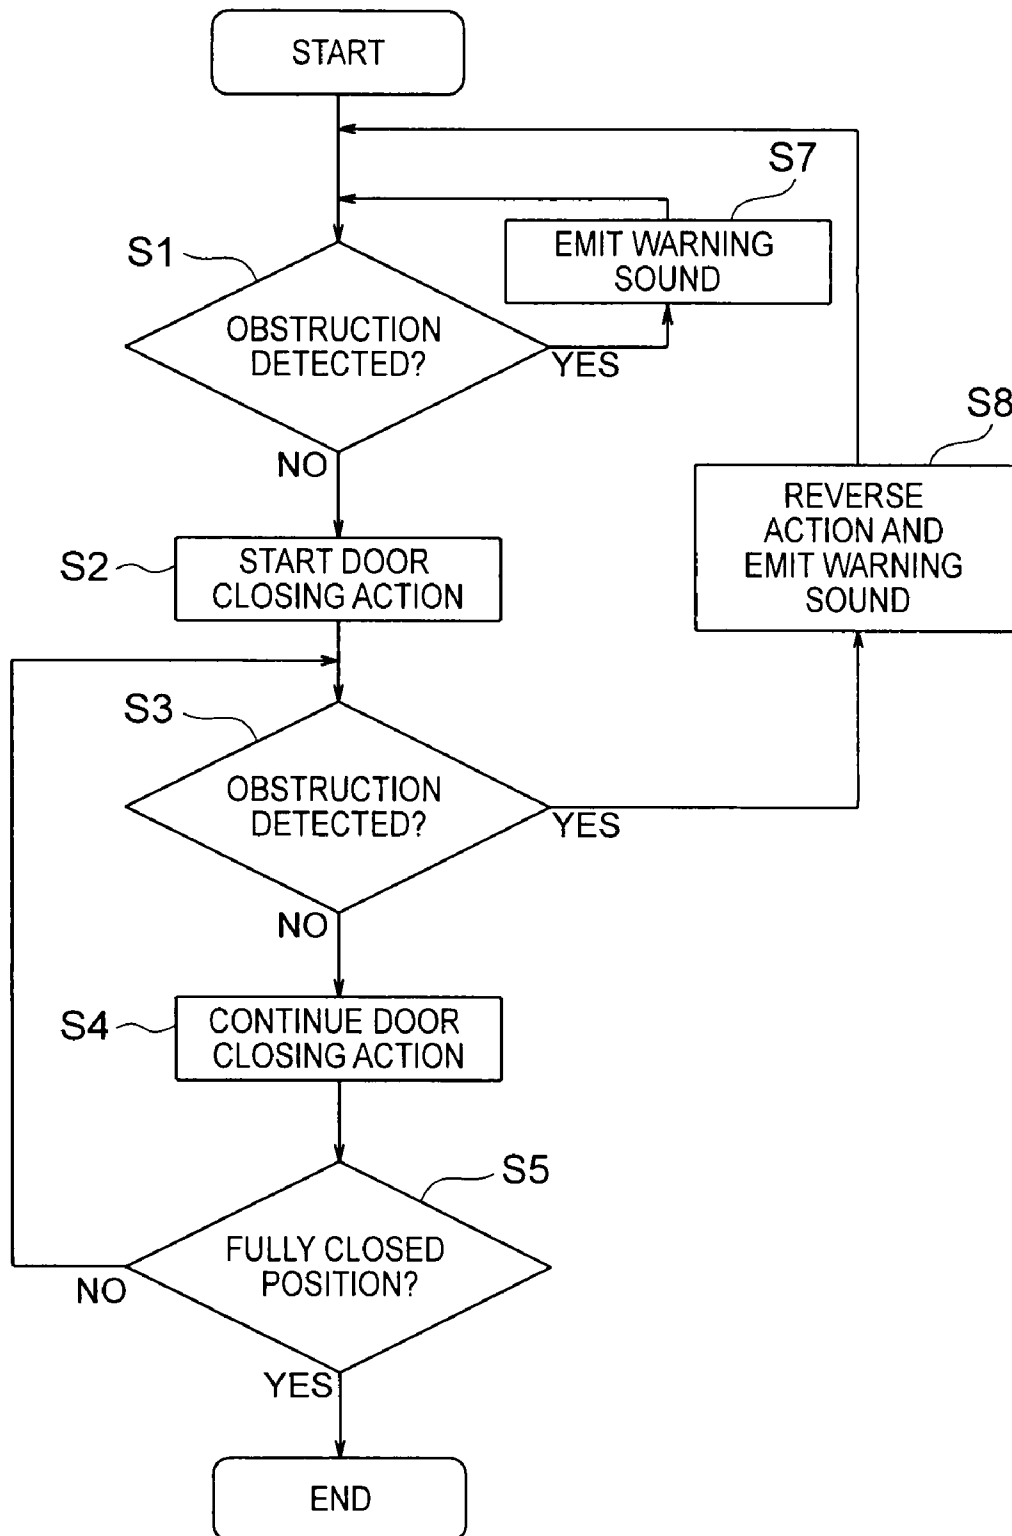 START
S7
EMIT WARNING
SOUND
S1
OBSTRUCTION
DETECTED?
YES
NO
S8
REVERSE
ACTION AND
EMIT WARNING
SOUND
S2
START DOOR
CLOSING ACTION
S3
OBSTRUCTION
DETECTED?
YES
NO
S4
CONTINUE DOOR
CLOSING ACTION
S5
FULLY CLOSED
POSITION?
NO
YES
END